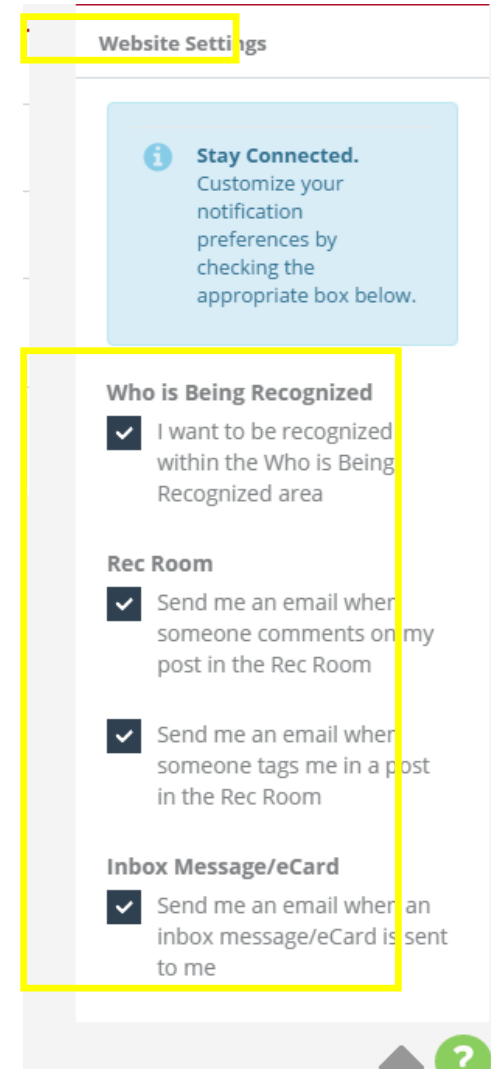 Website Settings
Stay Connected.
Customize your
notification
preferences by
checking the
appropriate box below.
Who is Being Recognized
I want to be recognized
within the Who is Being
Recognized area
Rec Room
Send me an email when
someone comments on my
post in the Rec Room
Send me an email when
someone tags me in a post
in the Rec Room
Inbox Message/eCard
Send me an email when an
inbox message/eCard is sent
to me
?